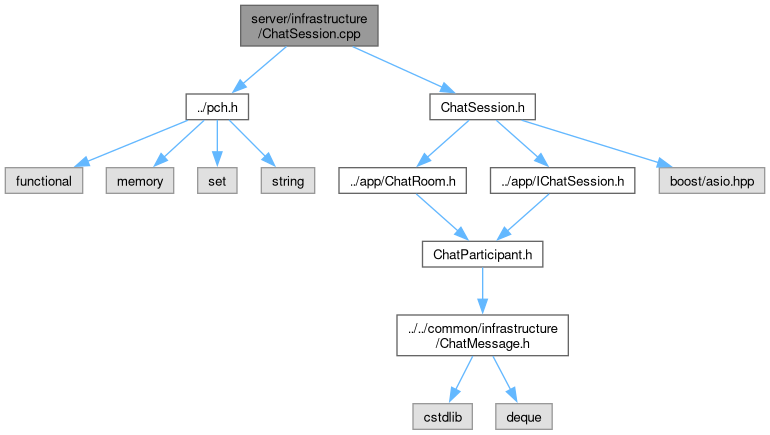 server/infrastructure
/ChatSession.cpp
../pch.h
ChatSession.h
functional
memory
set
string
../app/ChatRoom.h
../app/IChatSession.h
boost/asio.hpp
ChatParticipant.h
../../common/infrastructure
/ChatMessage.h
cstdlib
deque